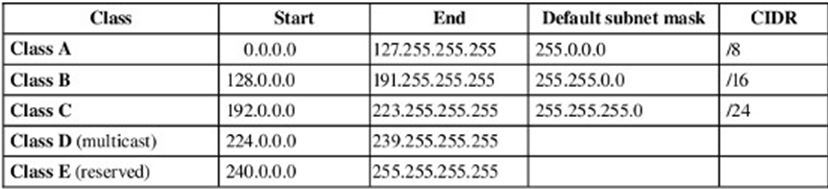 Class Start End Default subnet mask CIDR
Class A 0.0.0.0 127.255.255.255 255.0.0.0 /8
Class B 128.0.0.0 191.255.255.255 255.255.0.0 /16
Class C 192.0.0.0 223.255.255.255 255.255.255.0 /24
Class D (multicast) 224.0.0.0 239.255.255.255
Class E (reserved) 240.0.0.0 255.255.255.255